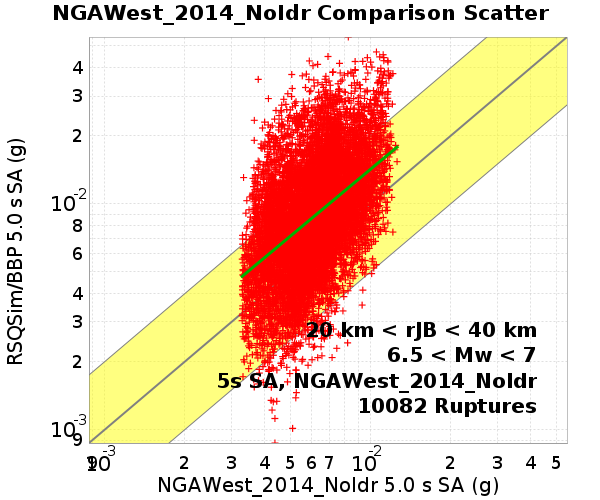 NGAWest_2014_NoIdr Comparison Scatter
RSQSim/BBP 5.0 s SA (g)
4
3
2
10-2
8
6
4
3
2
10-3
9
20 km < rJB < 40 km
6.5 < Mw < 7
5s SA, NGAWest_2014_NoIdr
10082 Ruptures
9 10-3 2 3 4 5 6 7 10-2 2 3 4 5
NGAWest_2014_NoIdr 5.0 s SA (g)